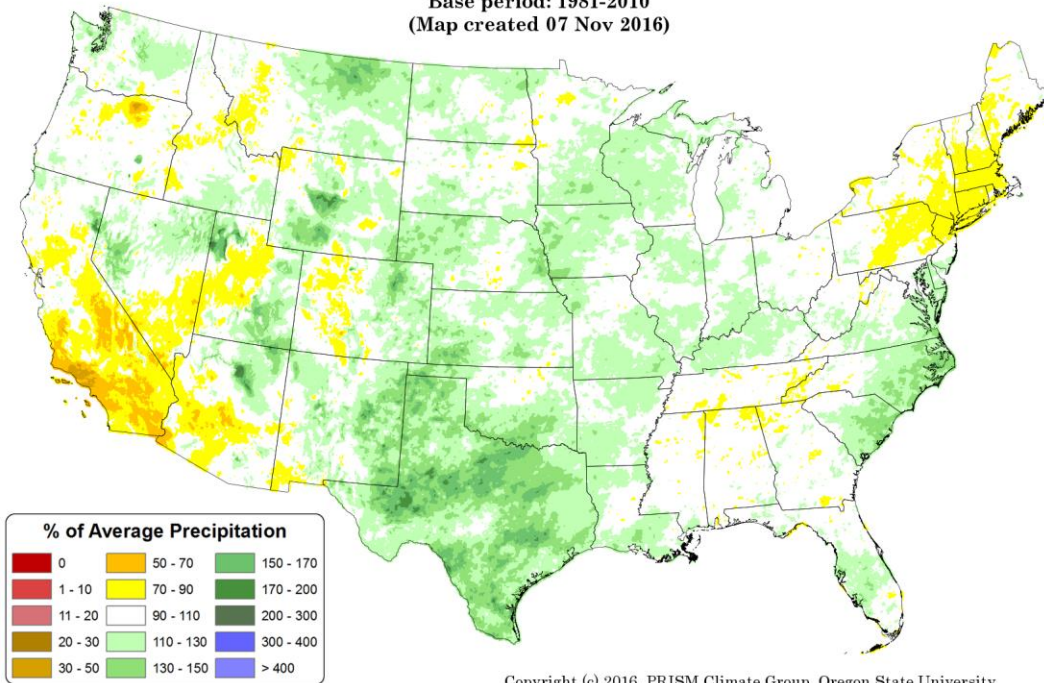 Base period: 1981-2010
(Map created 07 Nov 2016)
% of Average Precipitation
0
1 - 10
11 - 20
20 - 30
30 - 50
50 - 70
70 - 90
90 - 110
110 - 130
130 - 150
150 - 170
170 - 200
200 - 300
300 - 400
> 400
Copyright (c) 2016, PRISM Climate Group, Oregon State University